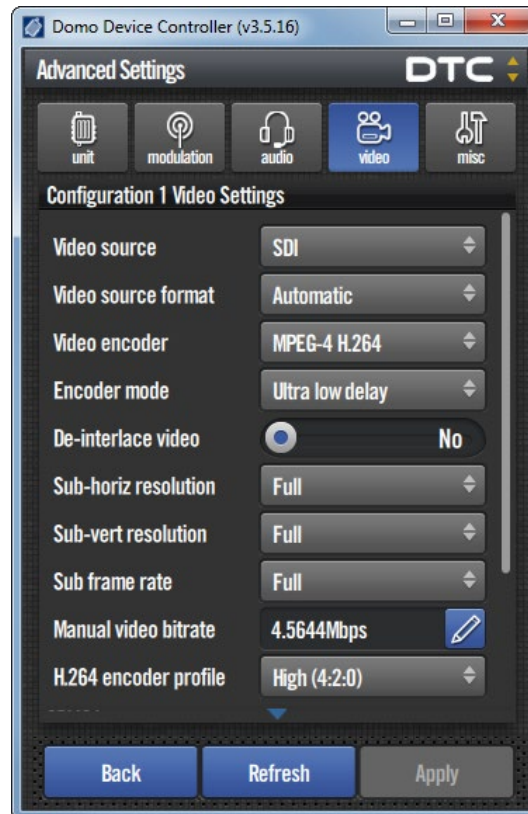 Domo Device Controller (v3.5.16)
Advanced Settings DTC
unit modulation audio video misc
Configuration 1 Video Settings
Video source SDI
Video source format Automatic
Video encoder MPEG-4 H.264
Encoder mode Ultra low delay
De-interlace video No
Sub-horiz resolution Full
Sub-vert resolution Full
Sub frame rate Full
Manual video bitrate 4.5644Mbps
H.264 encoder profile High (4:2:0)
Back Refresh Apply